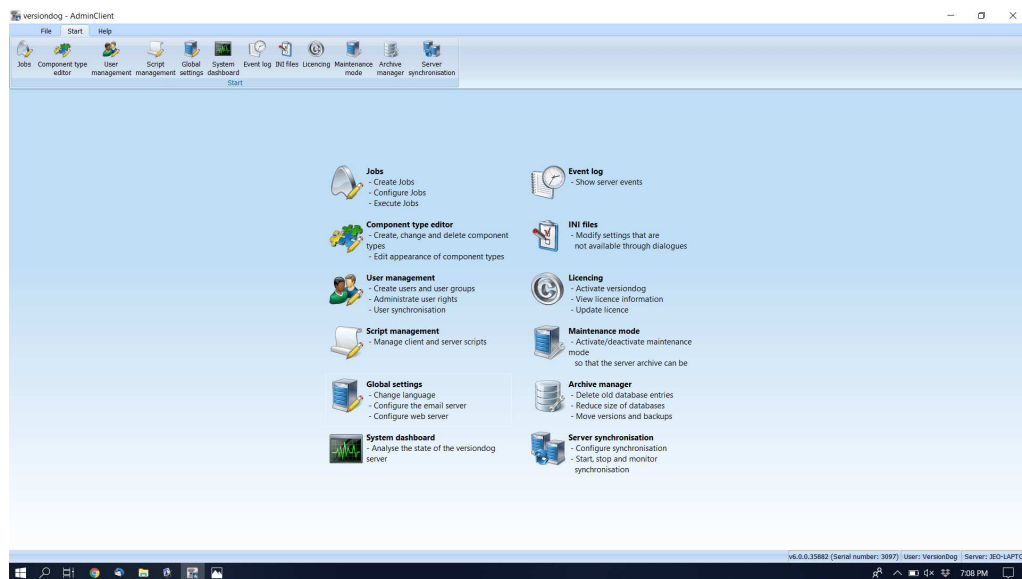 versiondog - AdminClient
File Start Help
Jobs Component type editor User management Script management Global settings System dashboard Event log INI files Licencing Maintenance mode Archive manager Server synchronisation
Start
Jobs
- Create Jobs
- Configure Jobs
- Execute Jobs
Component type editor
- Create, change and delete component
types
- Edit appearance of component types
User management
- Create users and user groups
- Administrate user rights
- User synchronisation
Script management
- Manage client and server scripts
Global settings
- Change language
- Configure the email server
- Configure web server
System dashboard
- Analyse the state of the versiondog
server
Event log
- Show server events
INI files
- Modify settings that are
not available through dialogues
Licencing
- Activate versiondog
- View licence information
- Update licence
Maintenance mode
- Activate/deactivate maintenance
mode
so that the server archive can be
Archive manager
- Delete old database entries
- Reduce size of databases
- Move versions and backups
Server synchronisation
- Configure synchronisation
- Start, stop and monitor
synchronisation
v6.0.0.35882 (Serial number: 3097) User: VersionDog Server: JEO-LAPTO
7:08 PM